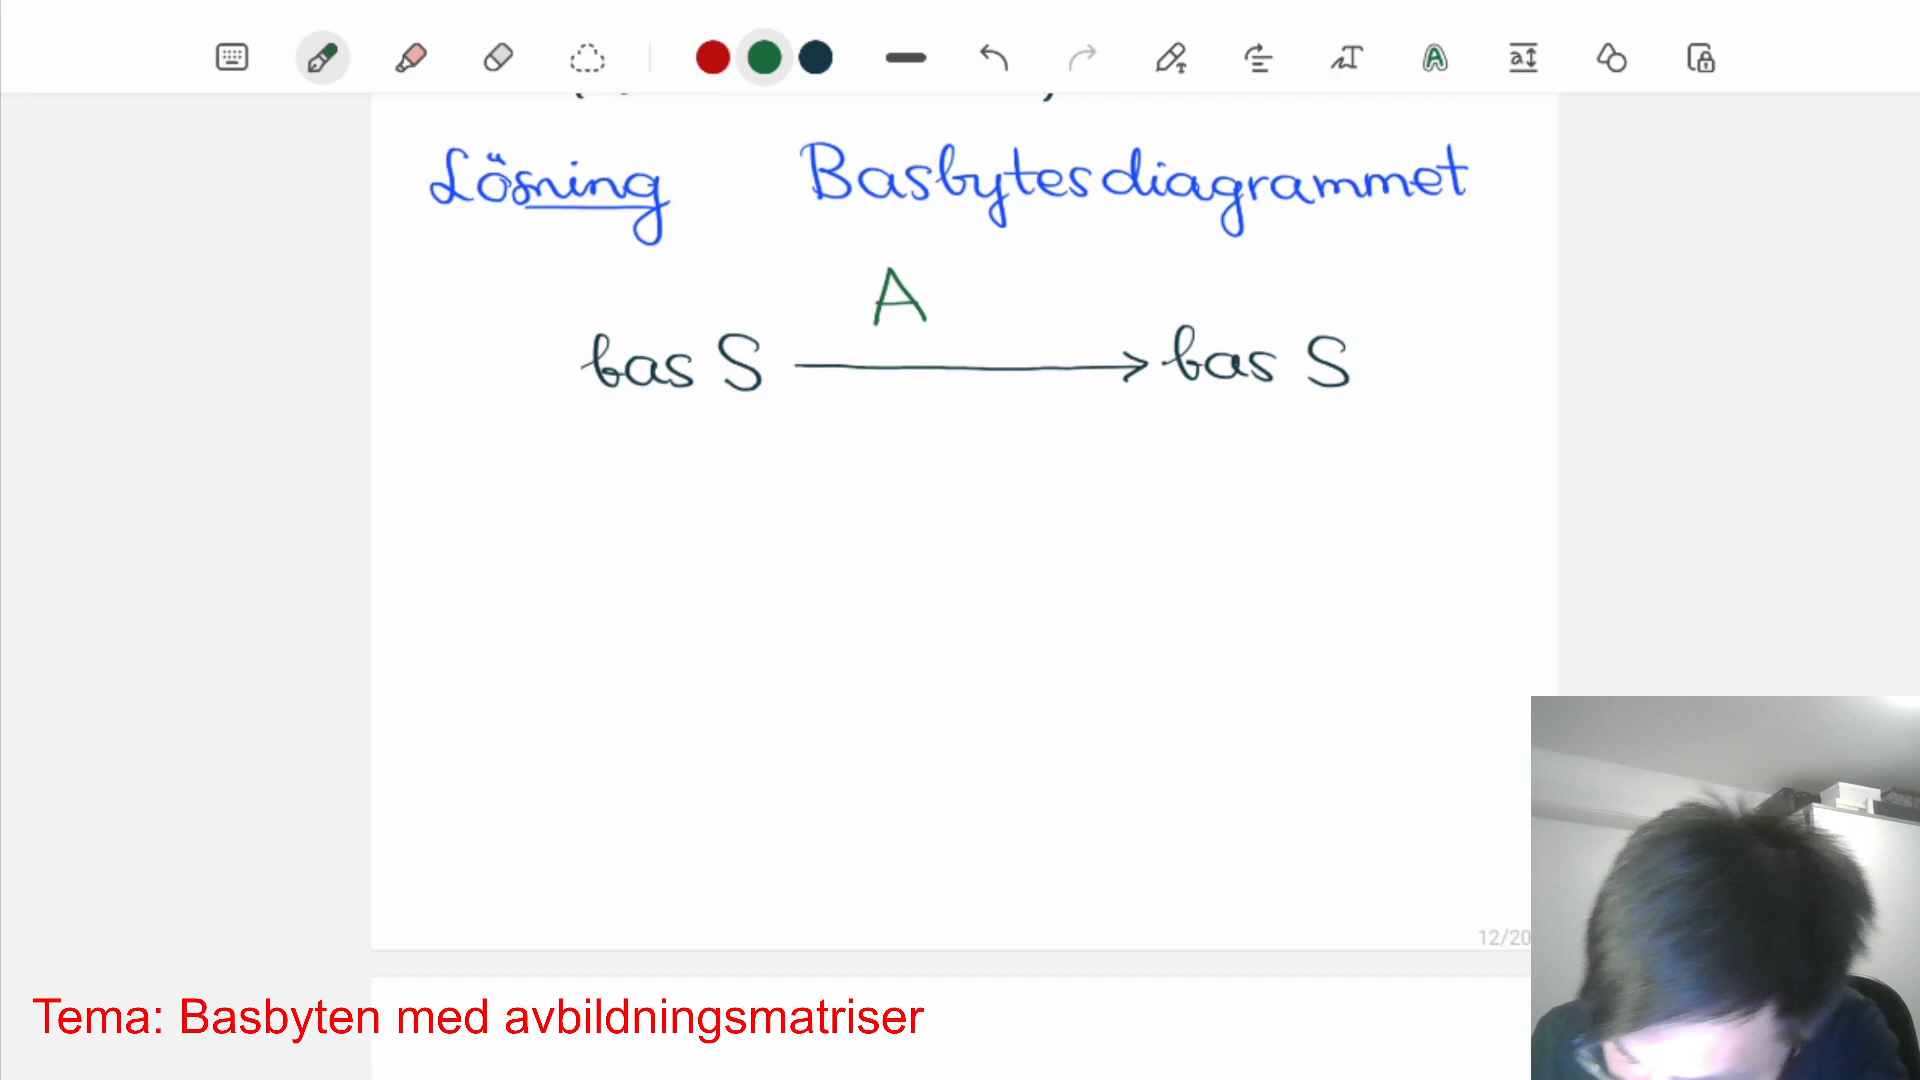 Lösning Basbytesdiagrammet
A
bas S → bas S
12/20
Tema: Basbyten med avbildningsmatriser